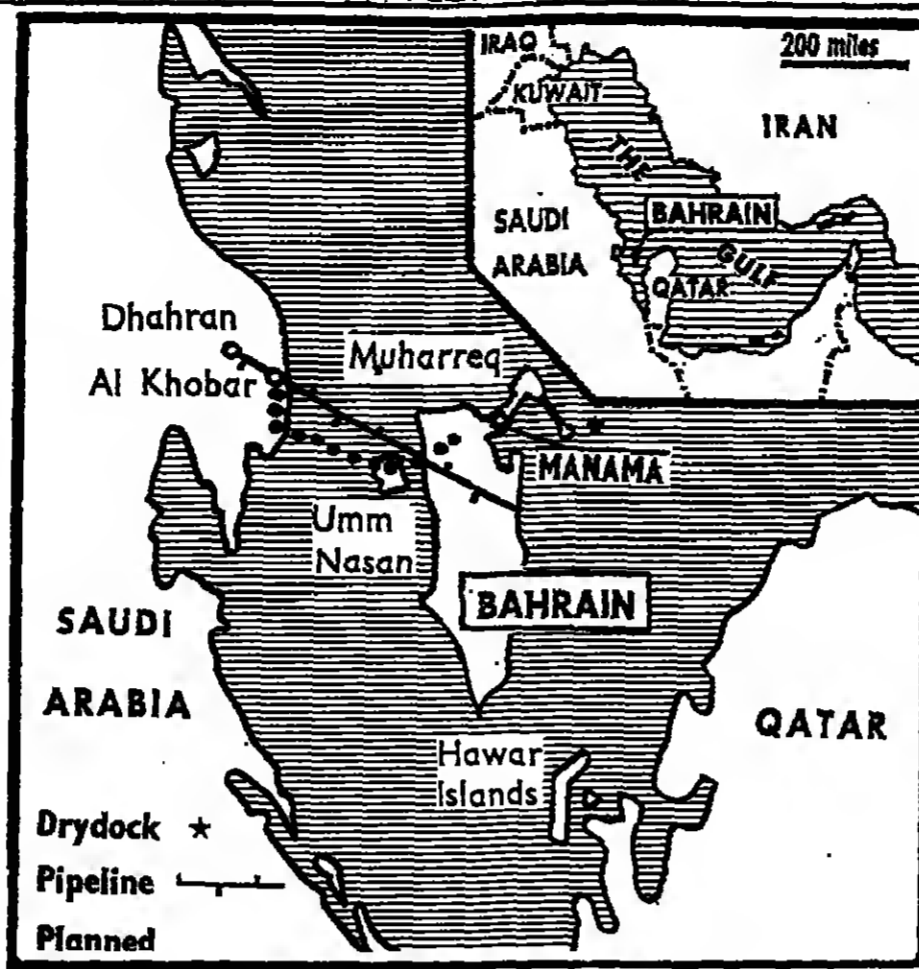 IRAQ
200 miles
KUWAIT
IRAN
THE
SAUDI
ARABIA
BAHRAIN
GULF
QATAR
Dhahran
Al Khobar
Muharreq
MANAMA
Umm
Nasan
BAHRAIN
SAUDI
ARABIA
QATAR
Hawar
Islands
Drydock
Pipeline
Planned